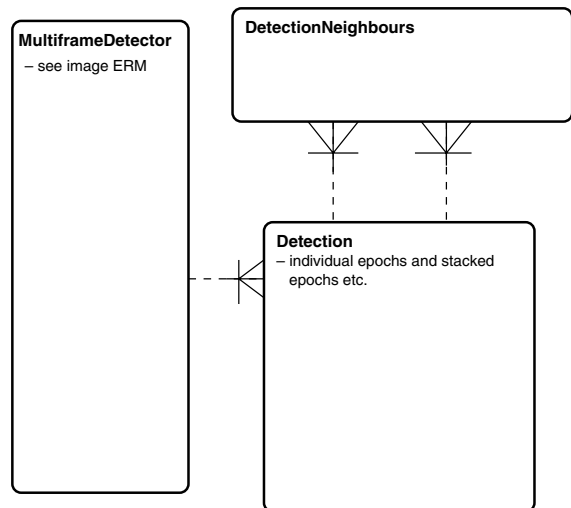 MultiframeDetector
– see image ERM
DetectionNeighbours
Detection
– individual epochs and stacked
epochs etc.